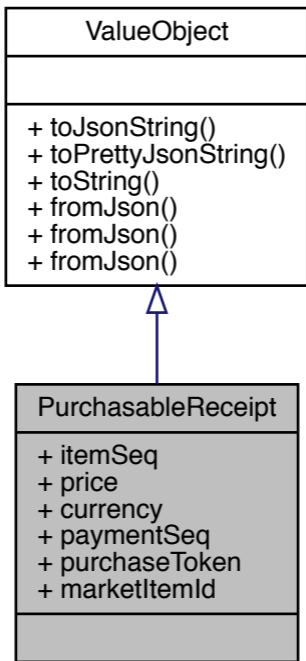 ValueObject
+ toJsonString()
+ toPrettyJsonString()
+ toString()
+ fromJson()
+ fromJson()
+ fromJson()
PurchasableReceipt
+ itemSeq
+ price
+ currency
+ paymentSeq
+ purchaseToken
+ marketItemId